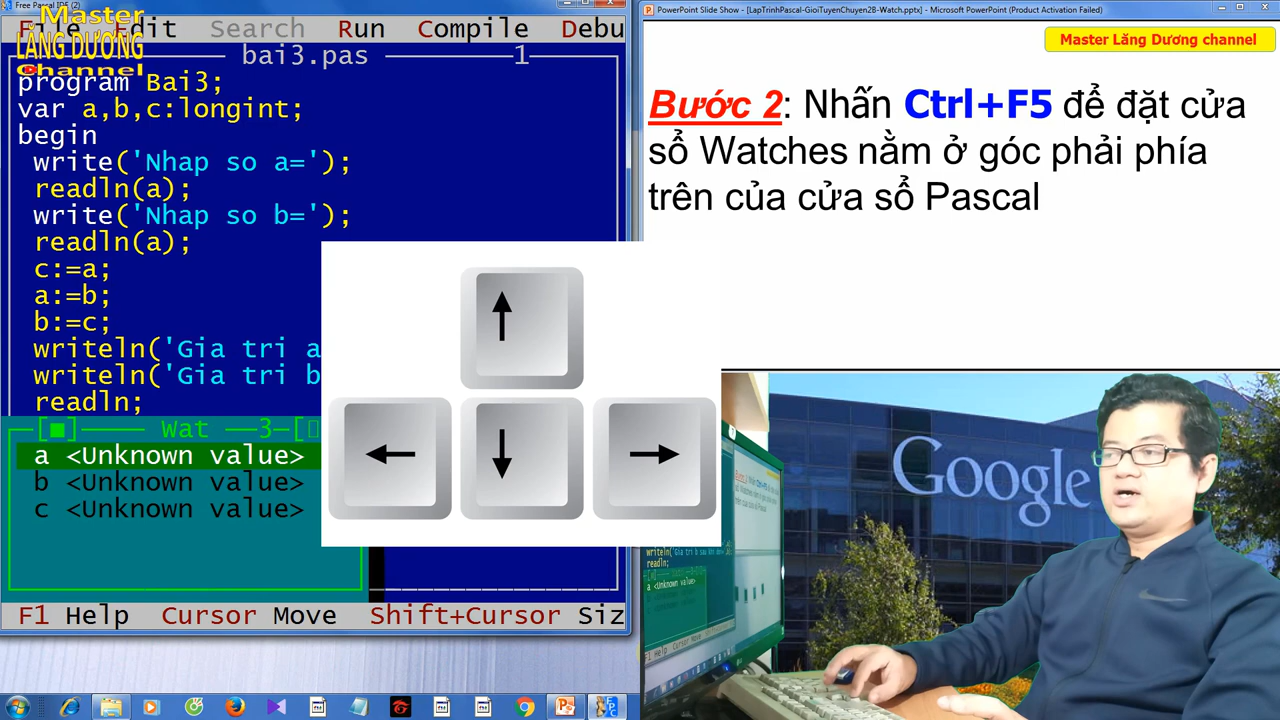 Free Pascal IDE (2)
Master
LĂNG DƯƠNG
Channel
File Edit Search Run Compile Debu
bai3.pas 1
program Bai3;
var a,b,c:longint;
begin
write('Nhap so a=');
readln(a);
write('Nhap so b=');
readln(a);
c:=a;
a:=b;
b:=c;
writeln('Gia tri a
writeln('Gia tri b
readln;
Wat 3
a <Unknown value>
b <Unknown value>
c <Unknown value>
F1 Help Cursor Move Shift+Cursor Siz
PowerPoint Slide Show - [LapTrinhPascal-GioiTuyenChuyen28-Watch.pptx] - Microsoft PowerPoint (Product Activation Failed)
Master Lăng Dương channel
Bước 2: Nhấn Ctrl+F5 để đặt cửa
sổ Watches nằm ở góc phải phía
trên của cửa sổ Pascal
Google
readln;
a <Unknown value>